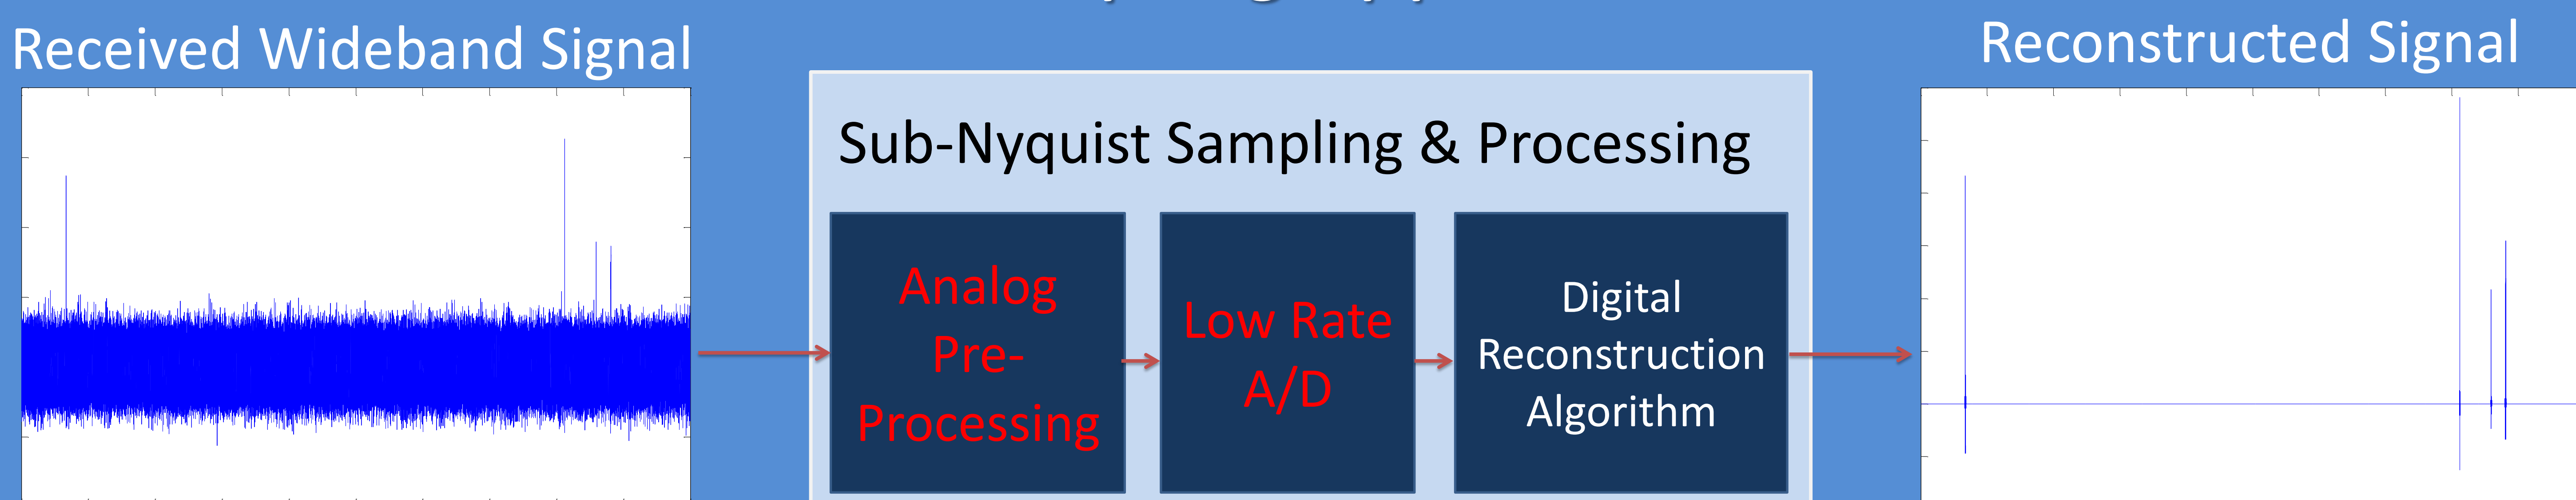 Received Wideband Signal
Reconstructed Signal
Sub-Nyquist Sampling & Processing
Analog
Pre-
Processing
Low Rate
A/D
Digital
Reconstruction
Algorithm